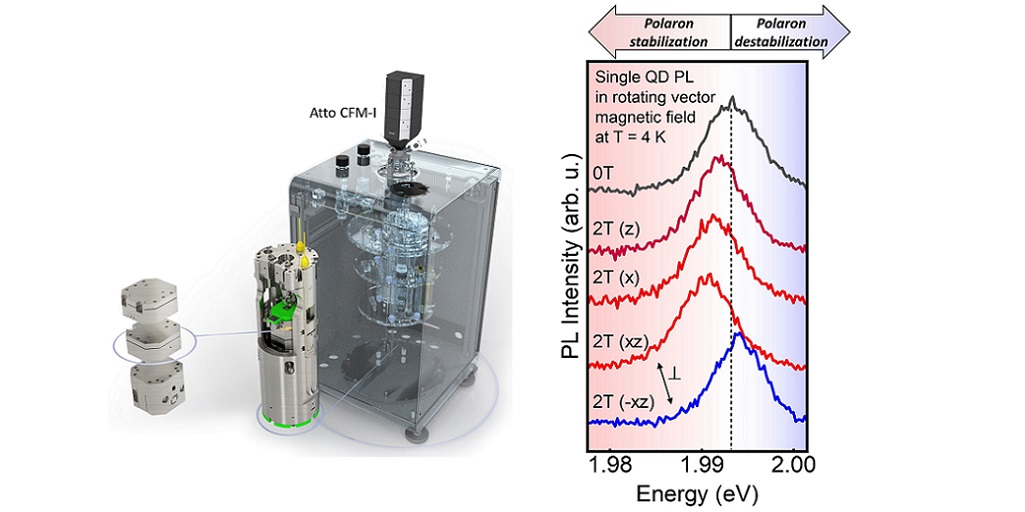 Atto CFM-I
Polaron
stabilization
Polaron
destabilization
Single QD PL
in rotating vector
magnetic field
at T = 4 K
0T
2T (z)
2T (x)
2T (xz)
⊥
2T (-xz)
PL Intensity (arb. u.)
1.98 1.99 2.00
Energy (eV)